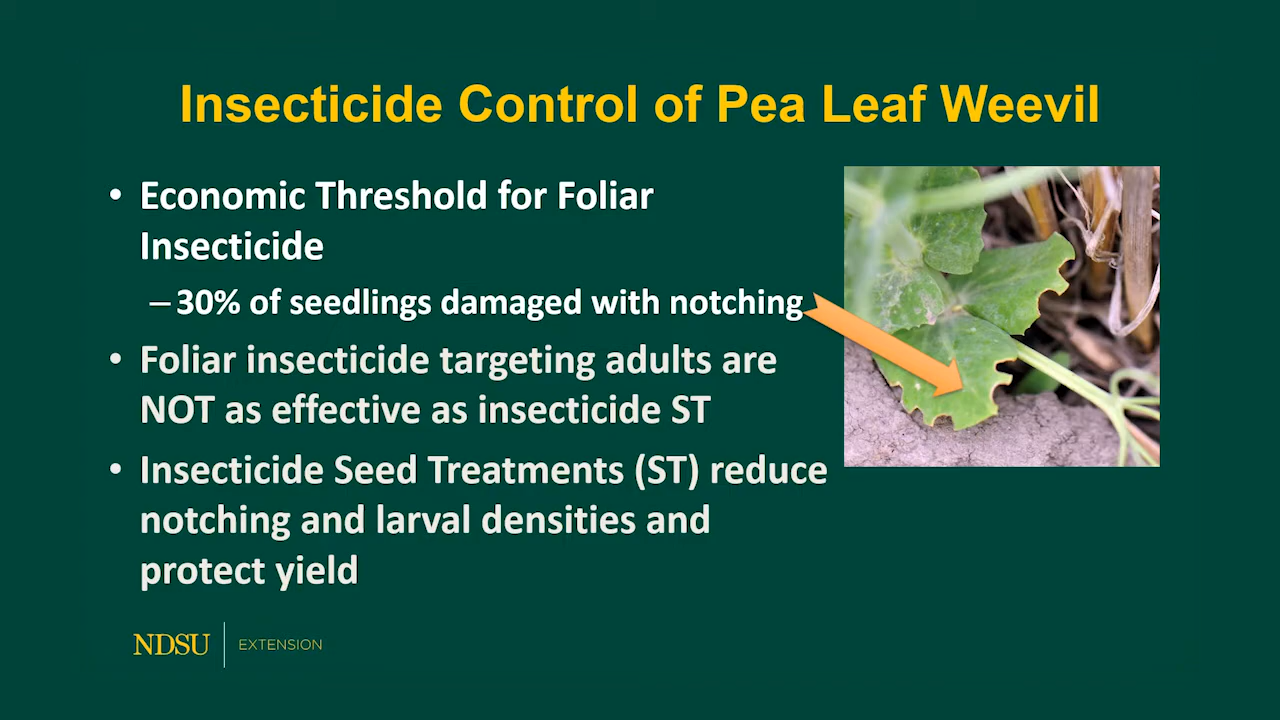 Insecticide Control of Pea Leaf Weevil
• Economic Threshold for Foliar
Insecticide
– 30% of seedlings damaged with notching
• Foliar insecticide targeting adults are
NOT as effective as insecticide ST
• Insecticide Seed Treatments (ST) reduce
notching and larval densities and
protect yield
NDSU EXTENSION